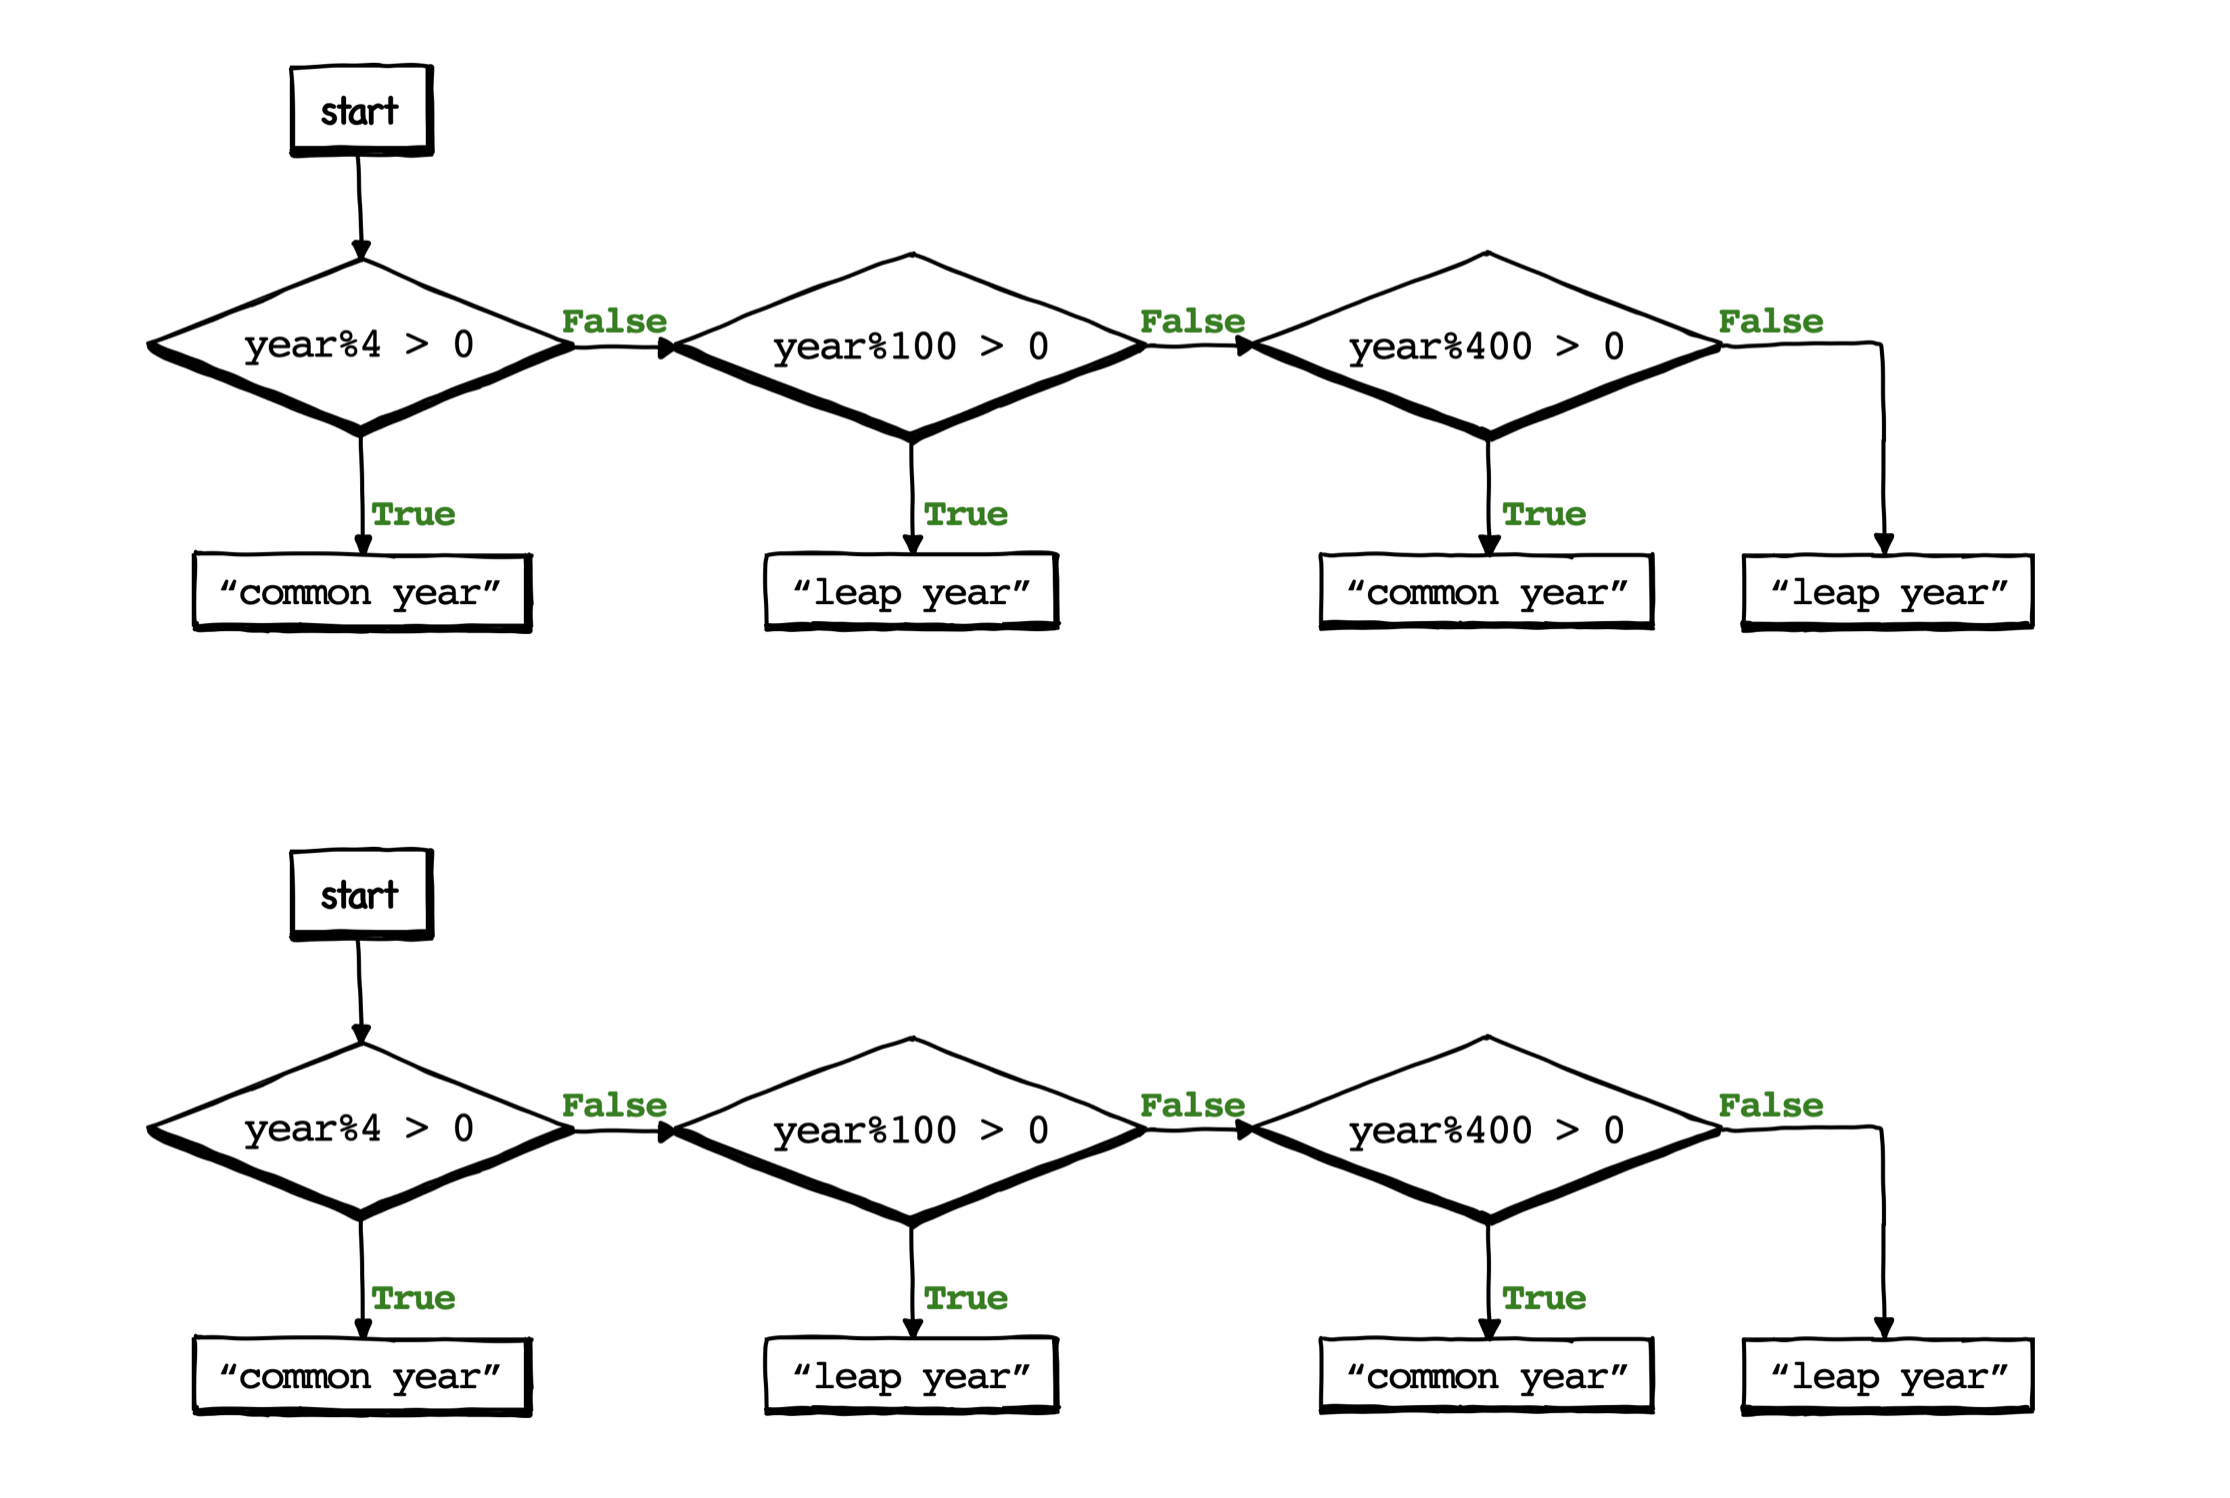 start
False
False
False
year%4 > 0
year%100 > 0
year%400 > 0
True
True
True
“common year”
“leap year”
“common year”
“leap year”
start
False
False
False
year%4 > 0
year%100 > 0
year%400 > 0
True
True
True
“common year”
“leap year”
“common year”
“leap year”